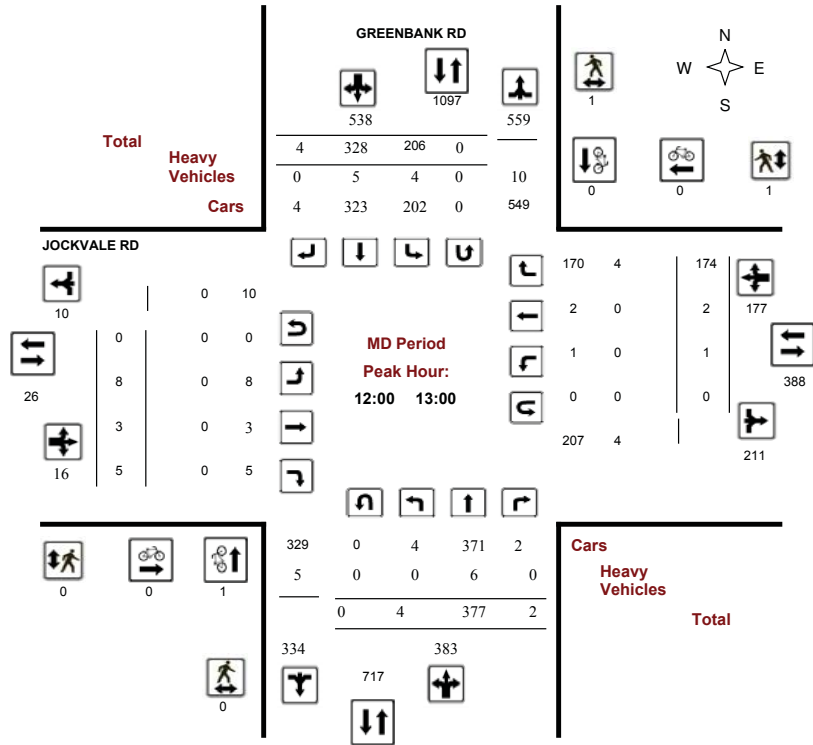 GREENBANK RD
N
W E
S
1097
1
538 559
Total 4 328 206 0
Heavy
Vehicles 0 5 4 0 10
Cars 4 323 202 0 549
0 0 1
JOCKVALE RD
170 4 174
10 0 10
2 0 2 177
0 0 0
MD Period
1 0 1
Peak Hour:
26 8 0 8 388
12:00 13:00
0 0 0
3 0 3
207 4 211
16 5 0 5
329 0 4 371 2 Cars
5 0 0 6 0 Heavy
Vehicles
0 0 1
0 4 377 2 Total
334 717 383
0